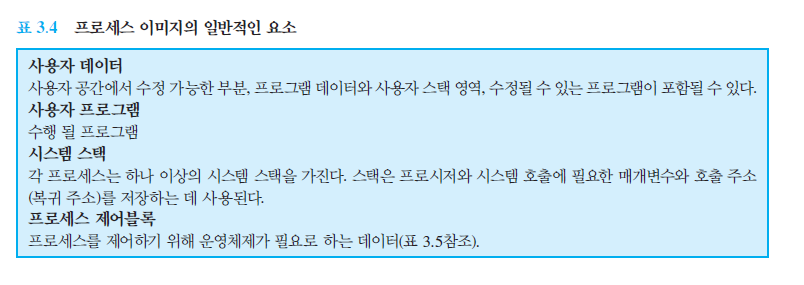 표 3.4 프로세스 이미지의 일반적인 요소
사용자 데이터
사용자 공간에서 수정 가능한 부분, 프로그램 데이터와 사용자 스택 영역, 수정될 수 있는 프로그램이 포함될 수 있다.
사용자 프로그램
수행 될 프로그램
시스템 스택
각 프로세스는 하나 이상의 시스템 스택을 가진다. 스택은 프로시저와 시스템 호출에 필요한 매개변수와 호출 주소
(복귀 주소)를 저장하는 데 사용된다.
프로세스 제어블록
프로세스를 제어하기 위해 운영체제가 필요로 하는 데이터(표 3.5참조).